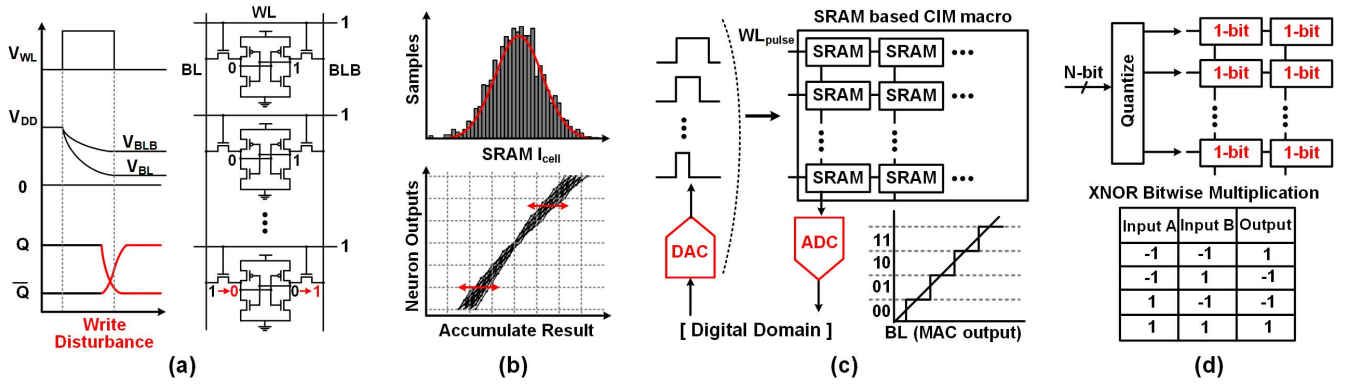 WL
V_WL
BL
0
1
BLB
1
V_DD
V_BLB
V_BL
0
1
0
1
Q
Q̅
1→0
0→1
1
Write
Disturbance
(a)
Samples
SRAM I_cell
Neuron Outputs
Accumulate Result
(b)
SRAM based CIM macro
WL_pulse
SRAM SRAM
SRAM SRAM
SRAM SRAM
DAC
ADC
11
10
01
00
[ Digital Domain ]
BL (MAC output)
(c)
N-bit
Quantize
1-bit 1-bit
1-bit 1-bit
1-bit 1-bit
XNOR Bitwise Multiplication
Input A Input B Output
-1 -1 1
-1 1 -1
1 -1 -1
1 1 1
(d)